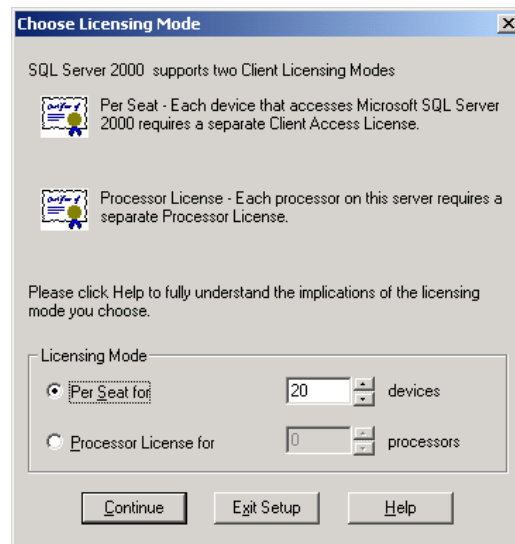 Choose Licensing Mode
SQL Server 2000 supports two Client Licensing Modes
Per Seat - Each device that accesses Microsoft SQL Server
2000 requires a separate Client Access License.
Processor License - Each processor on this server requires a
separate Processor License.
Please click Help to fully understand the implications of the licensing
mode you choose.
Licensing Mode
Per Seat for 20 devices
Processor License for 0 processors
Continue Exit Setup Help